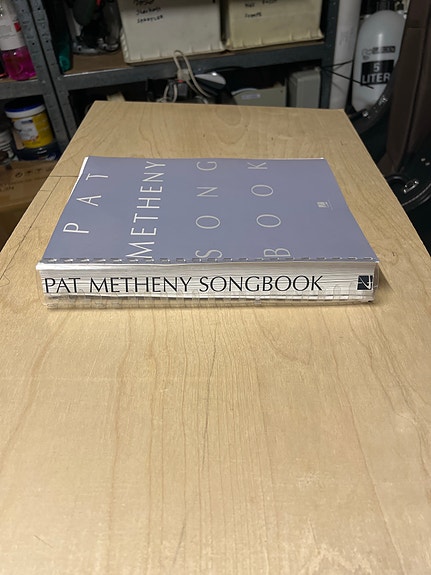 PAT
METHENY
SONG
BOOK
PAT METHENY SONGBOOK
5
LITER